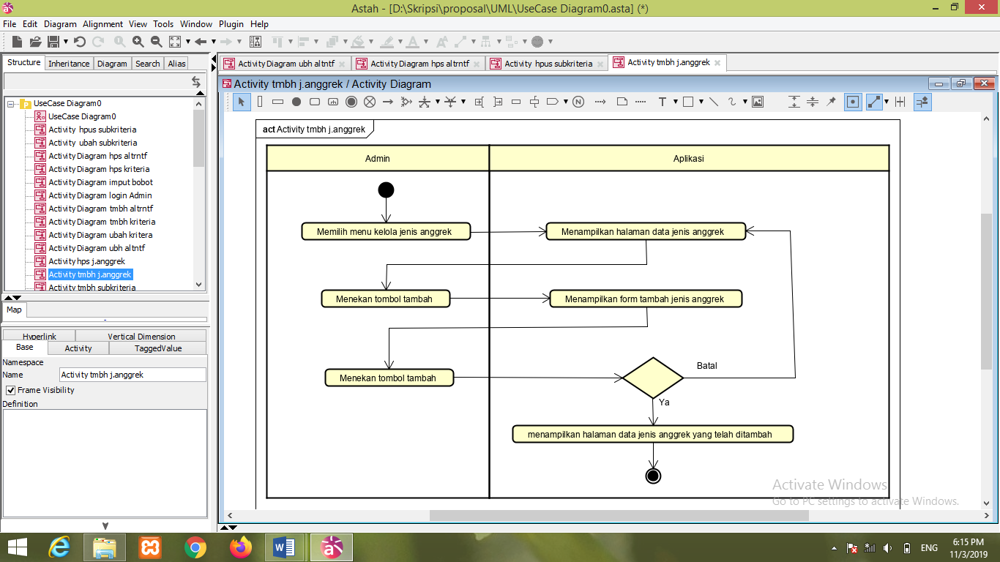 Astah - [D:\Skripsi\proposal\UML\UseCase Diagram0.asta] (*)
File Edit Diagram Alignment View Tools Window Plugin Help
Structure Inheritance Diagram Search Alias
Activity Diagram ubh altntf
Activity Diagram hps altrntf
Activity hpus subkriteria
Activity tmbh j.anggrek
Activity tmbh j.anggrek / Activity Diagram
UseCase Diagram0
UseCase Diagram0
Activity hpus subkriteria
Activity ubah subkriteria
Activity Diagram hps altrntf
Activity Diagram hps kriteria
Activity Diagram imput bobot
Activity Diagram login Admin
Activity Diagram tmbh altrntf
Activity Diagram tmbh kriteria
Activity Diagram ubah kritera
Activity Diagram ubh altntf
Activity hps j.anggrek
Activity tmbh j.anggrek
Activity tmbh subkriteria
Map
Hyperlink Vertical Dimension
Base Activity TaggedValue
Namespace
Name Activity tmbh j.anggrek
Frame Visibility
Definition
act Activity tmbh j.anggrek
Admin Aplikasi
Memilih menu kelola jenis anggrek
Menampilkan halaman data jenis anggrek
Menekan tombol tambah
Menampilkan form tambah jenis anggrek
Menekan tombol tambah
Batal
Ya
menampilkan halaman data jenis anggrek yang telah ditambah
Activate Windows
Go to PC settings to activate Windows.
ENG
6:15 PM
11/3/2019